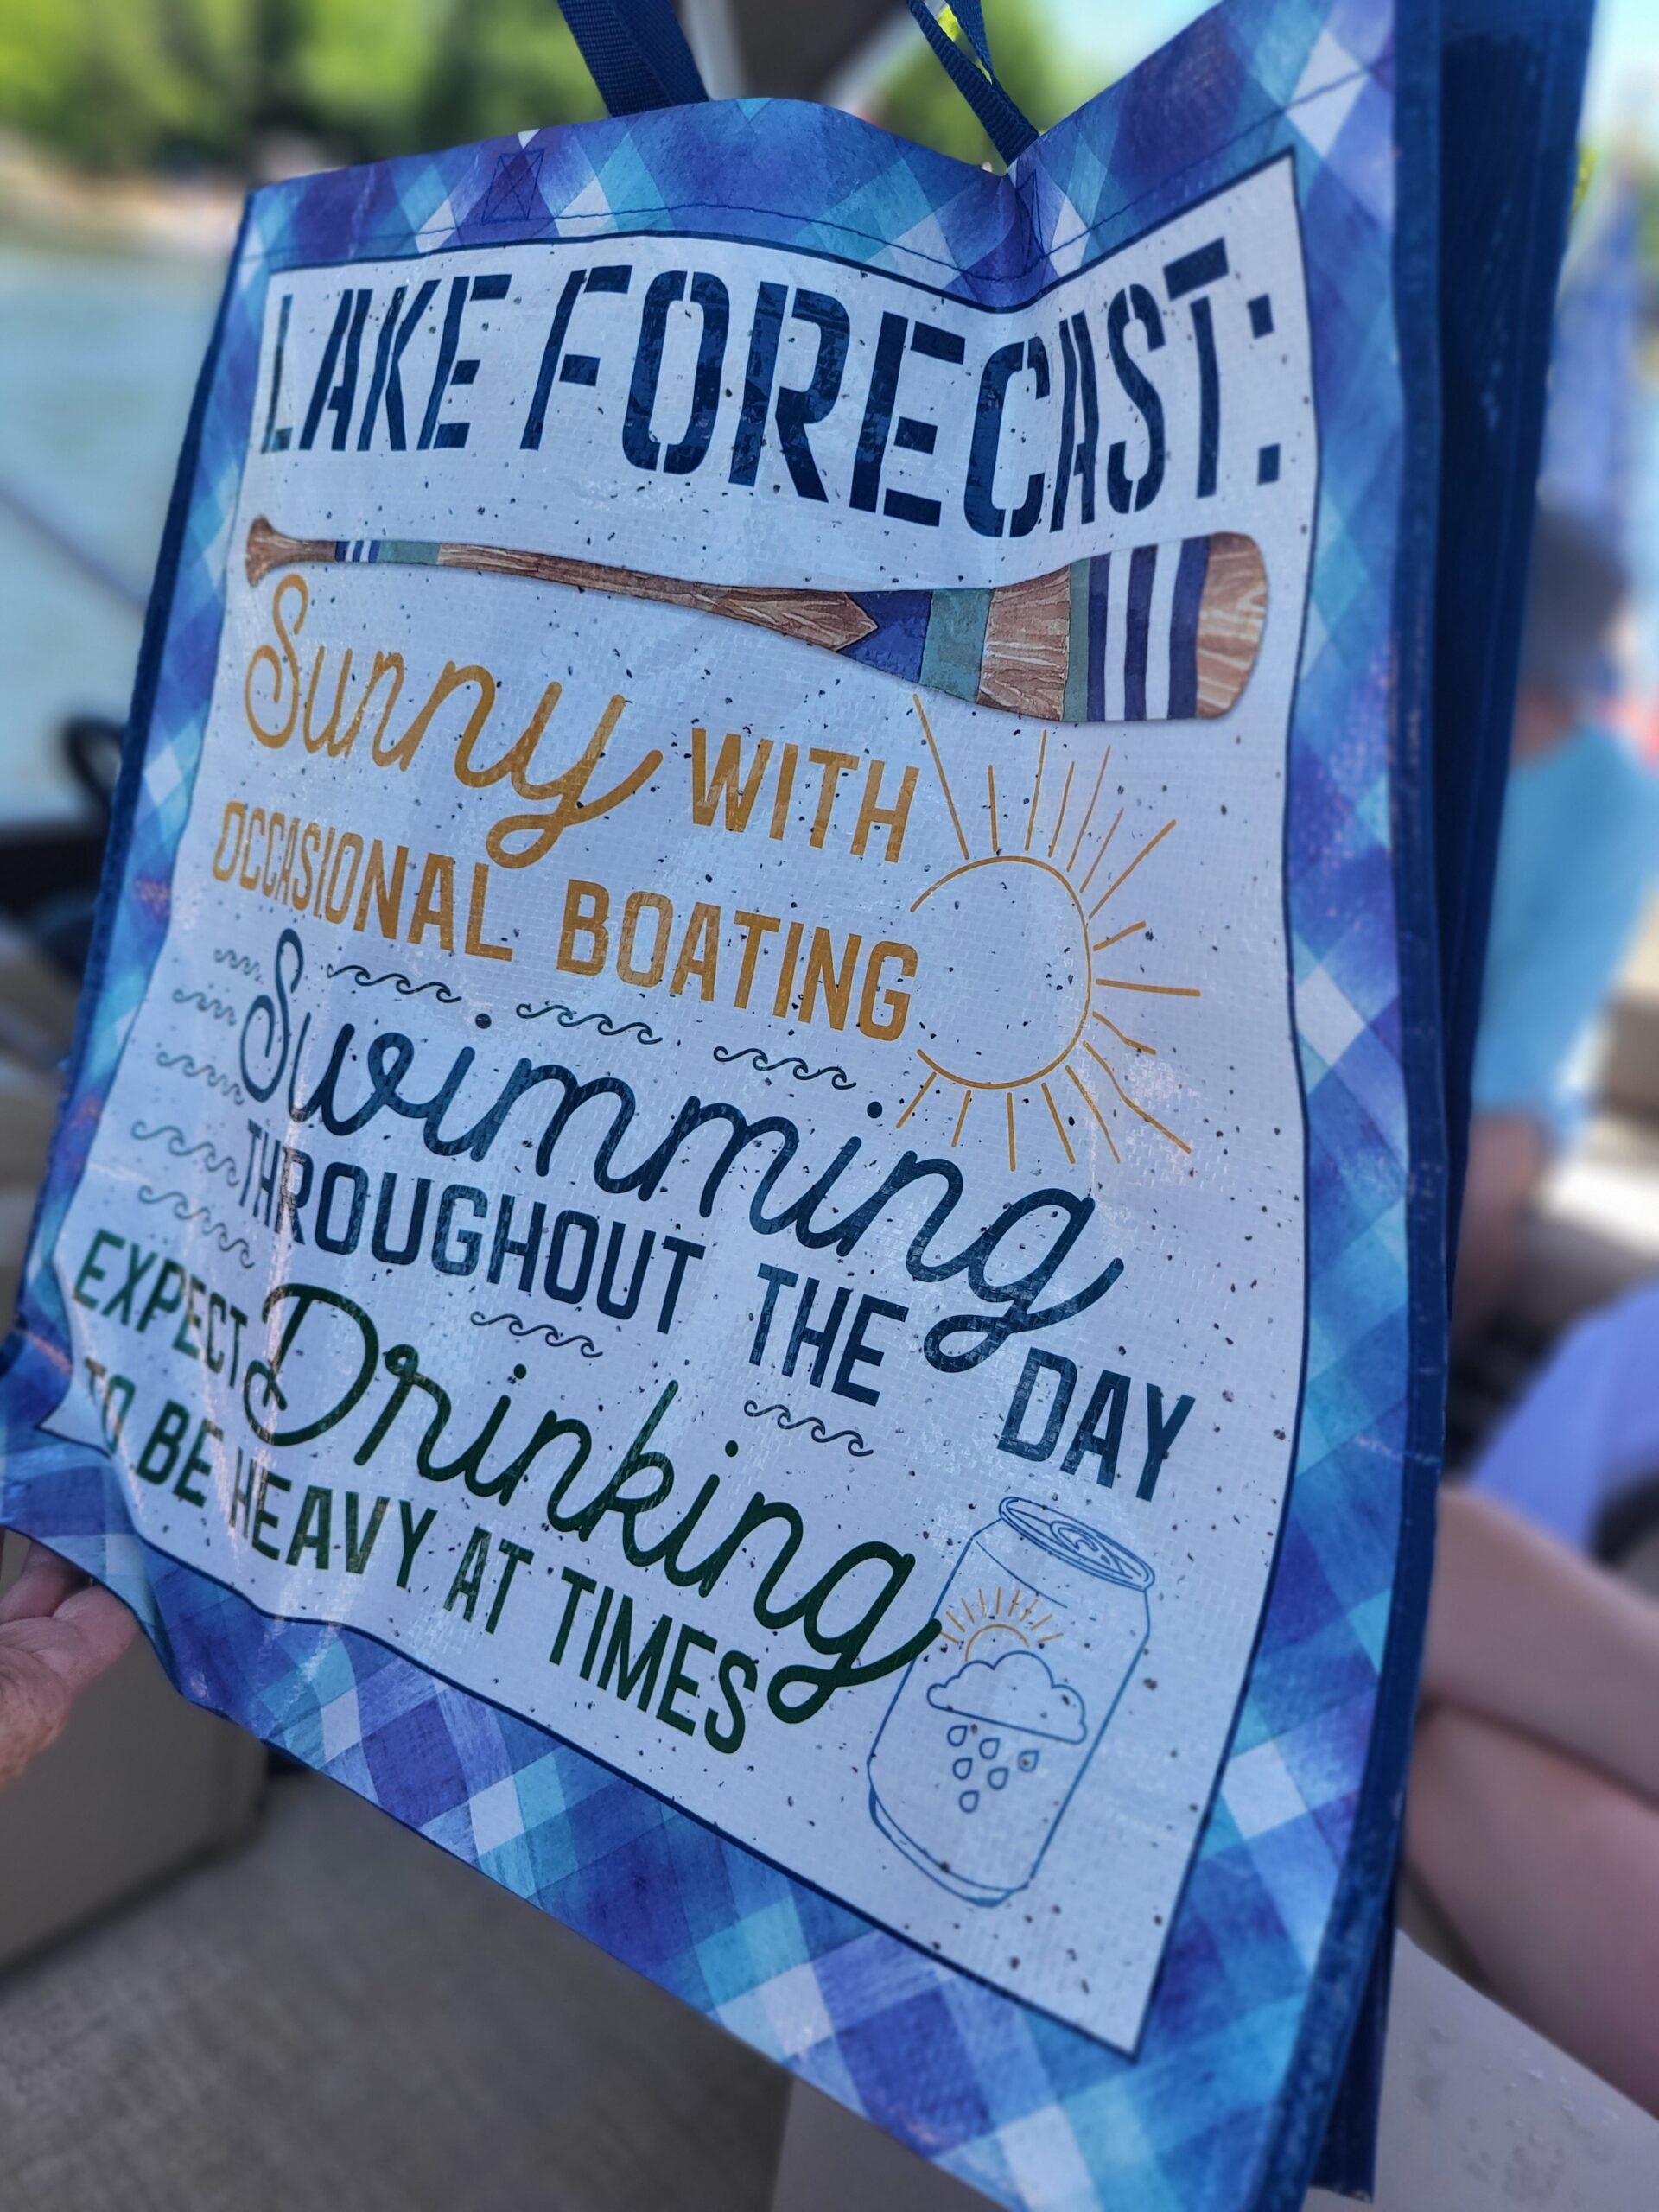 LAKE FORECAST:
Sunny WITH
OCCASIONAL BOATING
Swimming
THROUGHOUT THE DAY
EXPECT Drinking
TO BE HEAVY AT TIMES